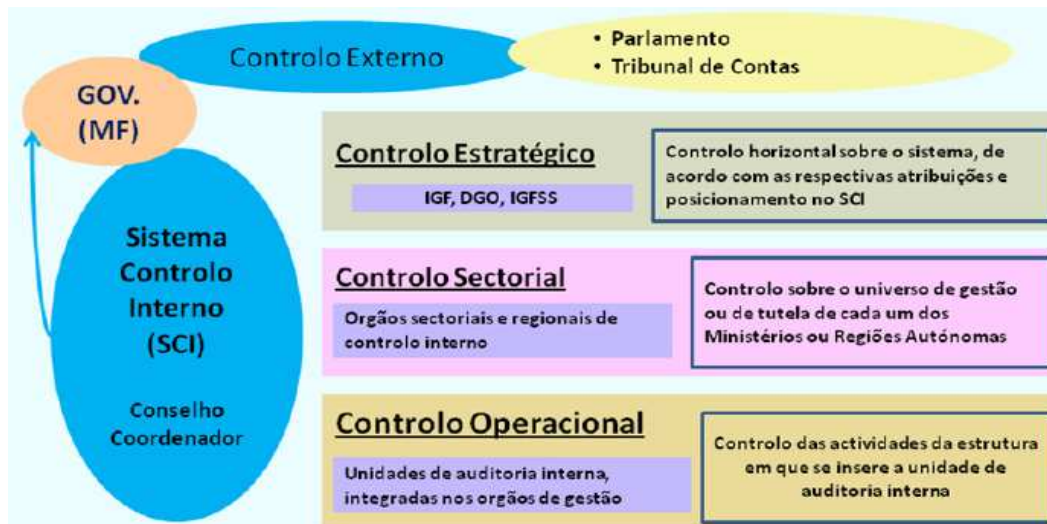 Controlo Externo
• Parlamento
• Tribunal de Contas
GOV.
(MF)
Sistema
Controlo
Interno
(SCI)
Conselho
Coordenador
Controlo Estratégico
IGF, DGO, IGFSS
Controlo horizontal sobre o sistema, de
acordo com as respectivas atribuições e
posicionamento no SCI
Controlo Sectorial
Orgãos sectoriais e regionais de
controlo interno
Controlo sobre o universo de gestão
ou de tutela de cada um dos
Ministérios ou Regiões Autónomas
Controlo Operacional
Unidades de auditoria interna,
integradas nos orgãos de gestão
Controlo das actividades da estrutura
em que se insere a unidade de
auditoria interna